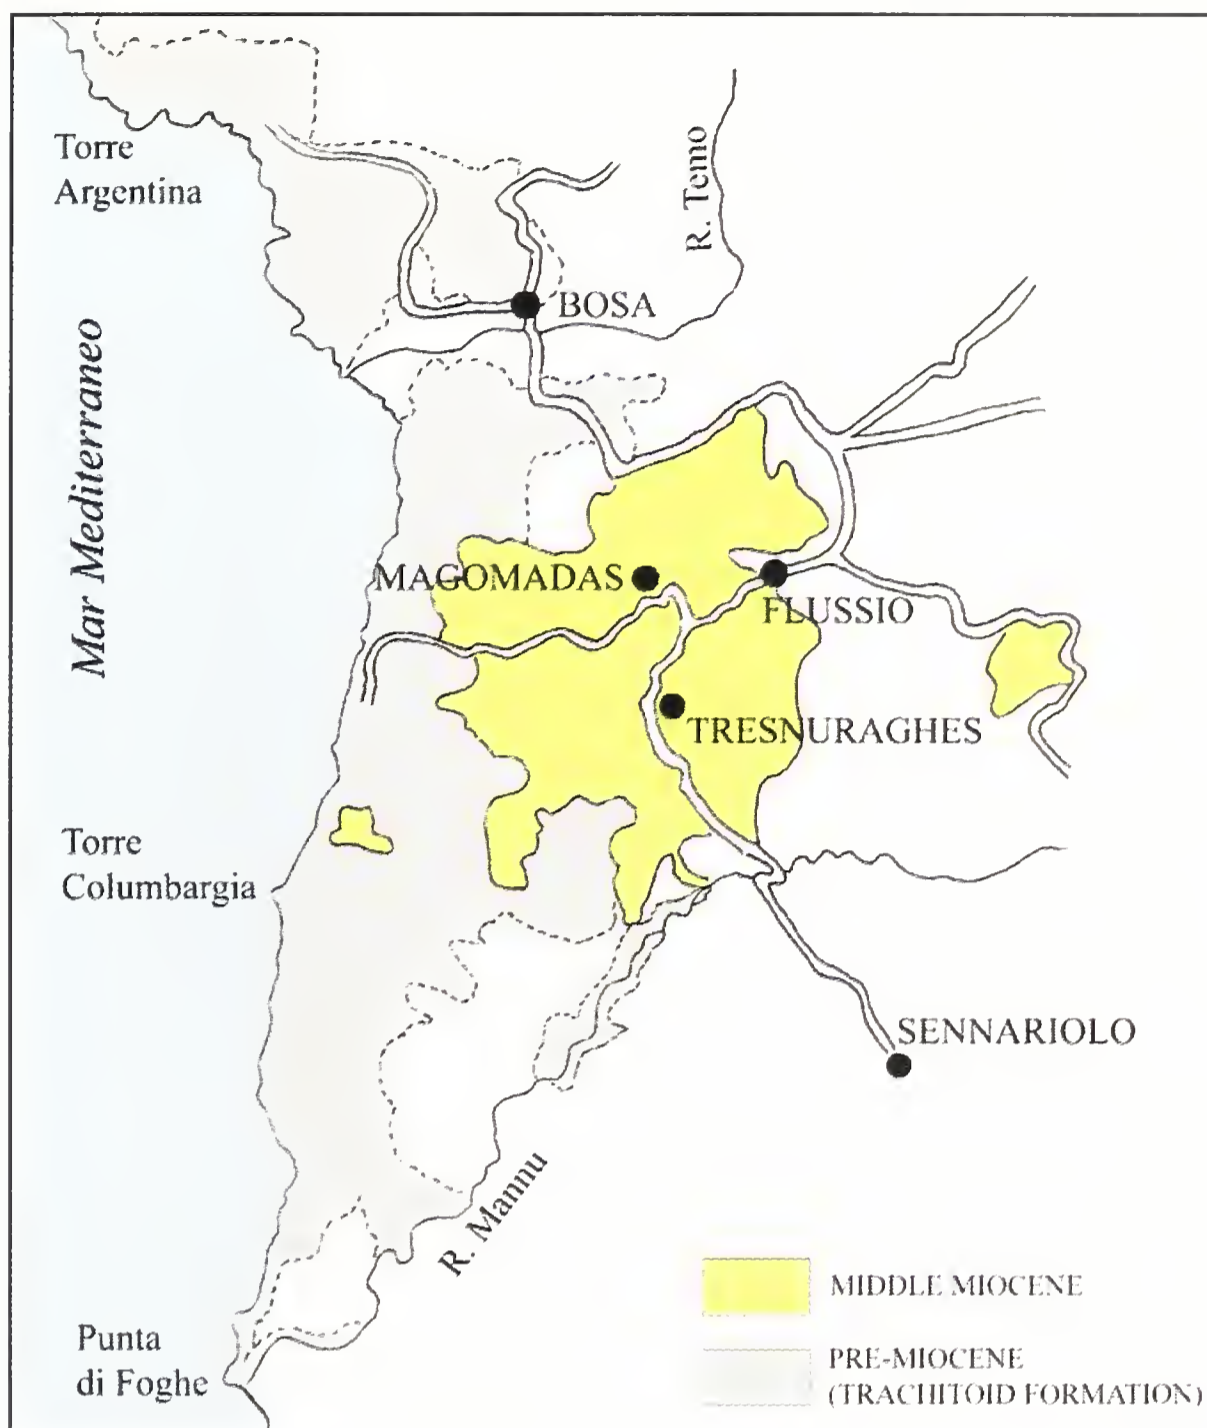 Torre
Argentina
R. Temo
BOSA
Mar Mediterraneo
MAGOMADAS
FLUSSIO
TRESNURAGHES
Torre
Columbargia
SENNARIOLO
R. Mannu
Punta
di Foghe
MIDDLE MIOCENE
PRE-MIOCENE
(TRACHITOID FORMATION)